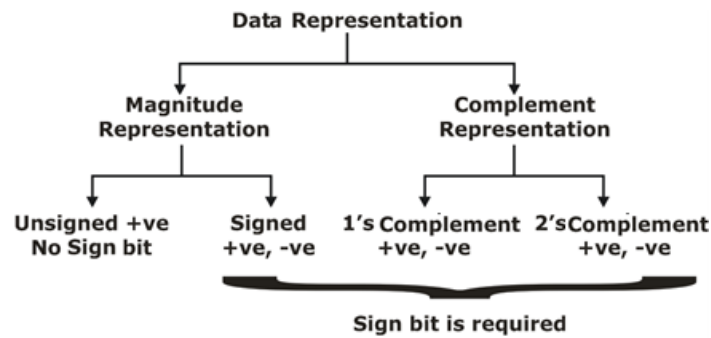 Data Representation
Magnitude
Representation
Complement
Representation
Unsigned +ve
No Sign bit
Signed
+ve, -ve
1's Complement
+ve, -ve
2's Complement
+ve, -ve
Sign bit is required